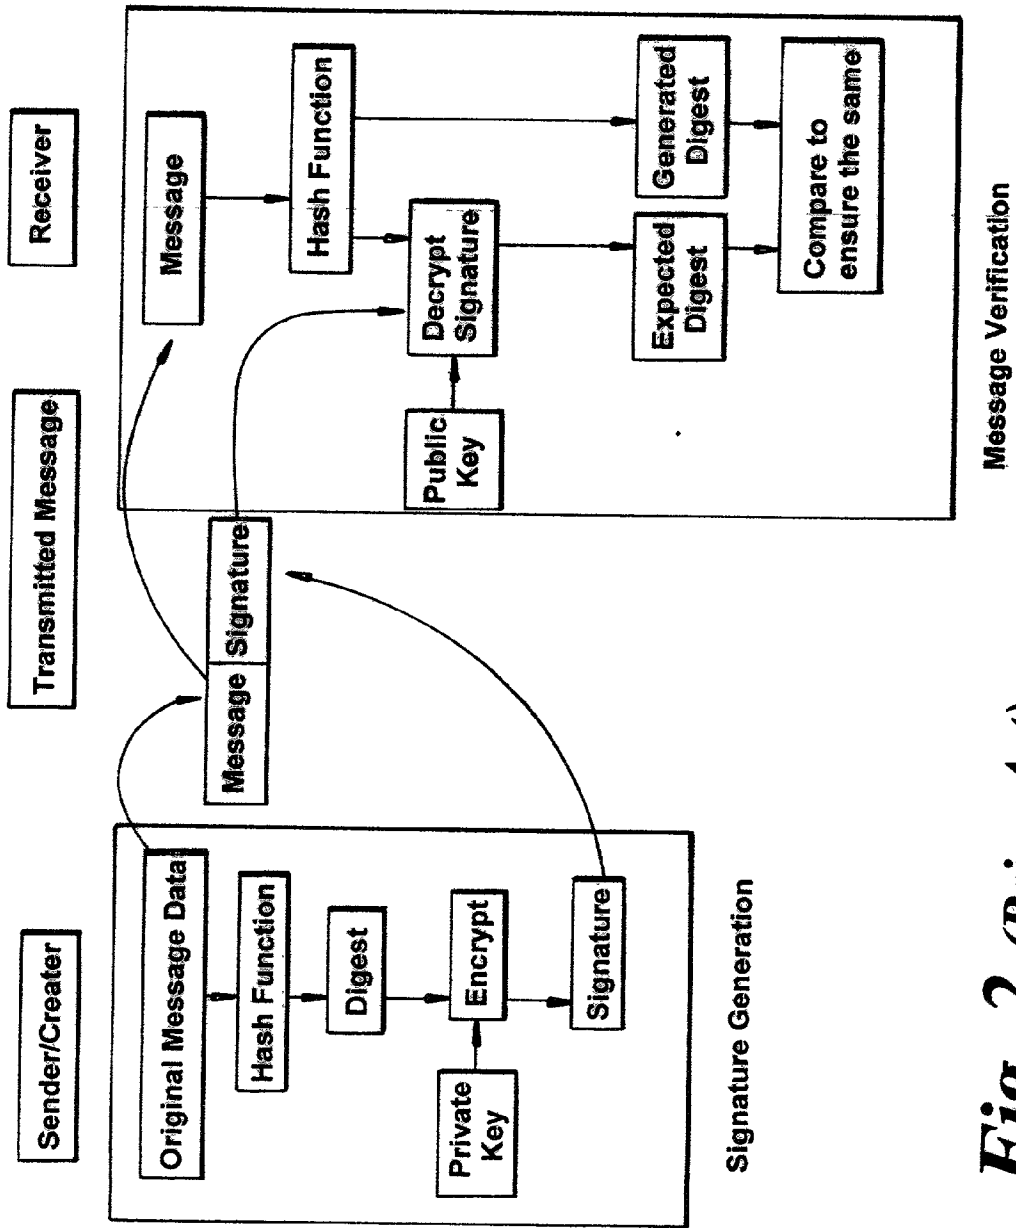 Sender/Creater
Transmitted Message
Receiver
Original Message Data
Hash Function
Digest
Private
Key
Encrypt
Signature
Signature Generation
Message
Signature
Message
Hash Function
Public
Key
Decrypt
Signature
Expected
Digest
Generated
Digest
Compare to
ensure the same
Message Verification
Fig. 2